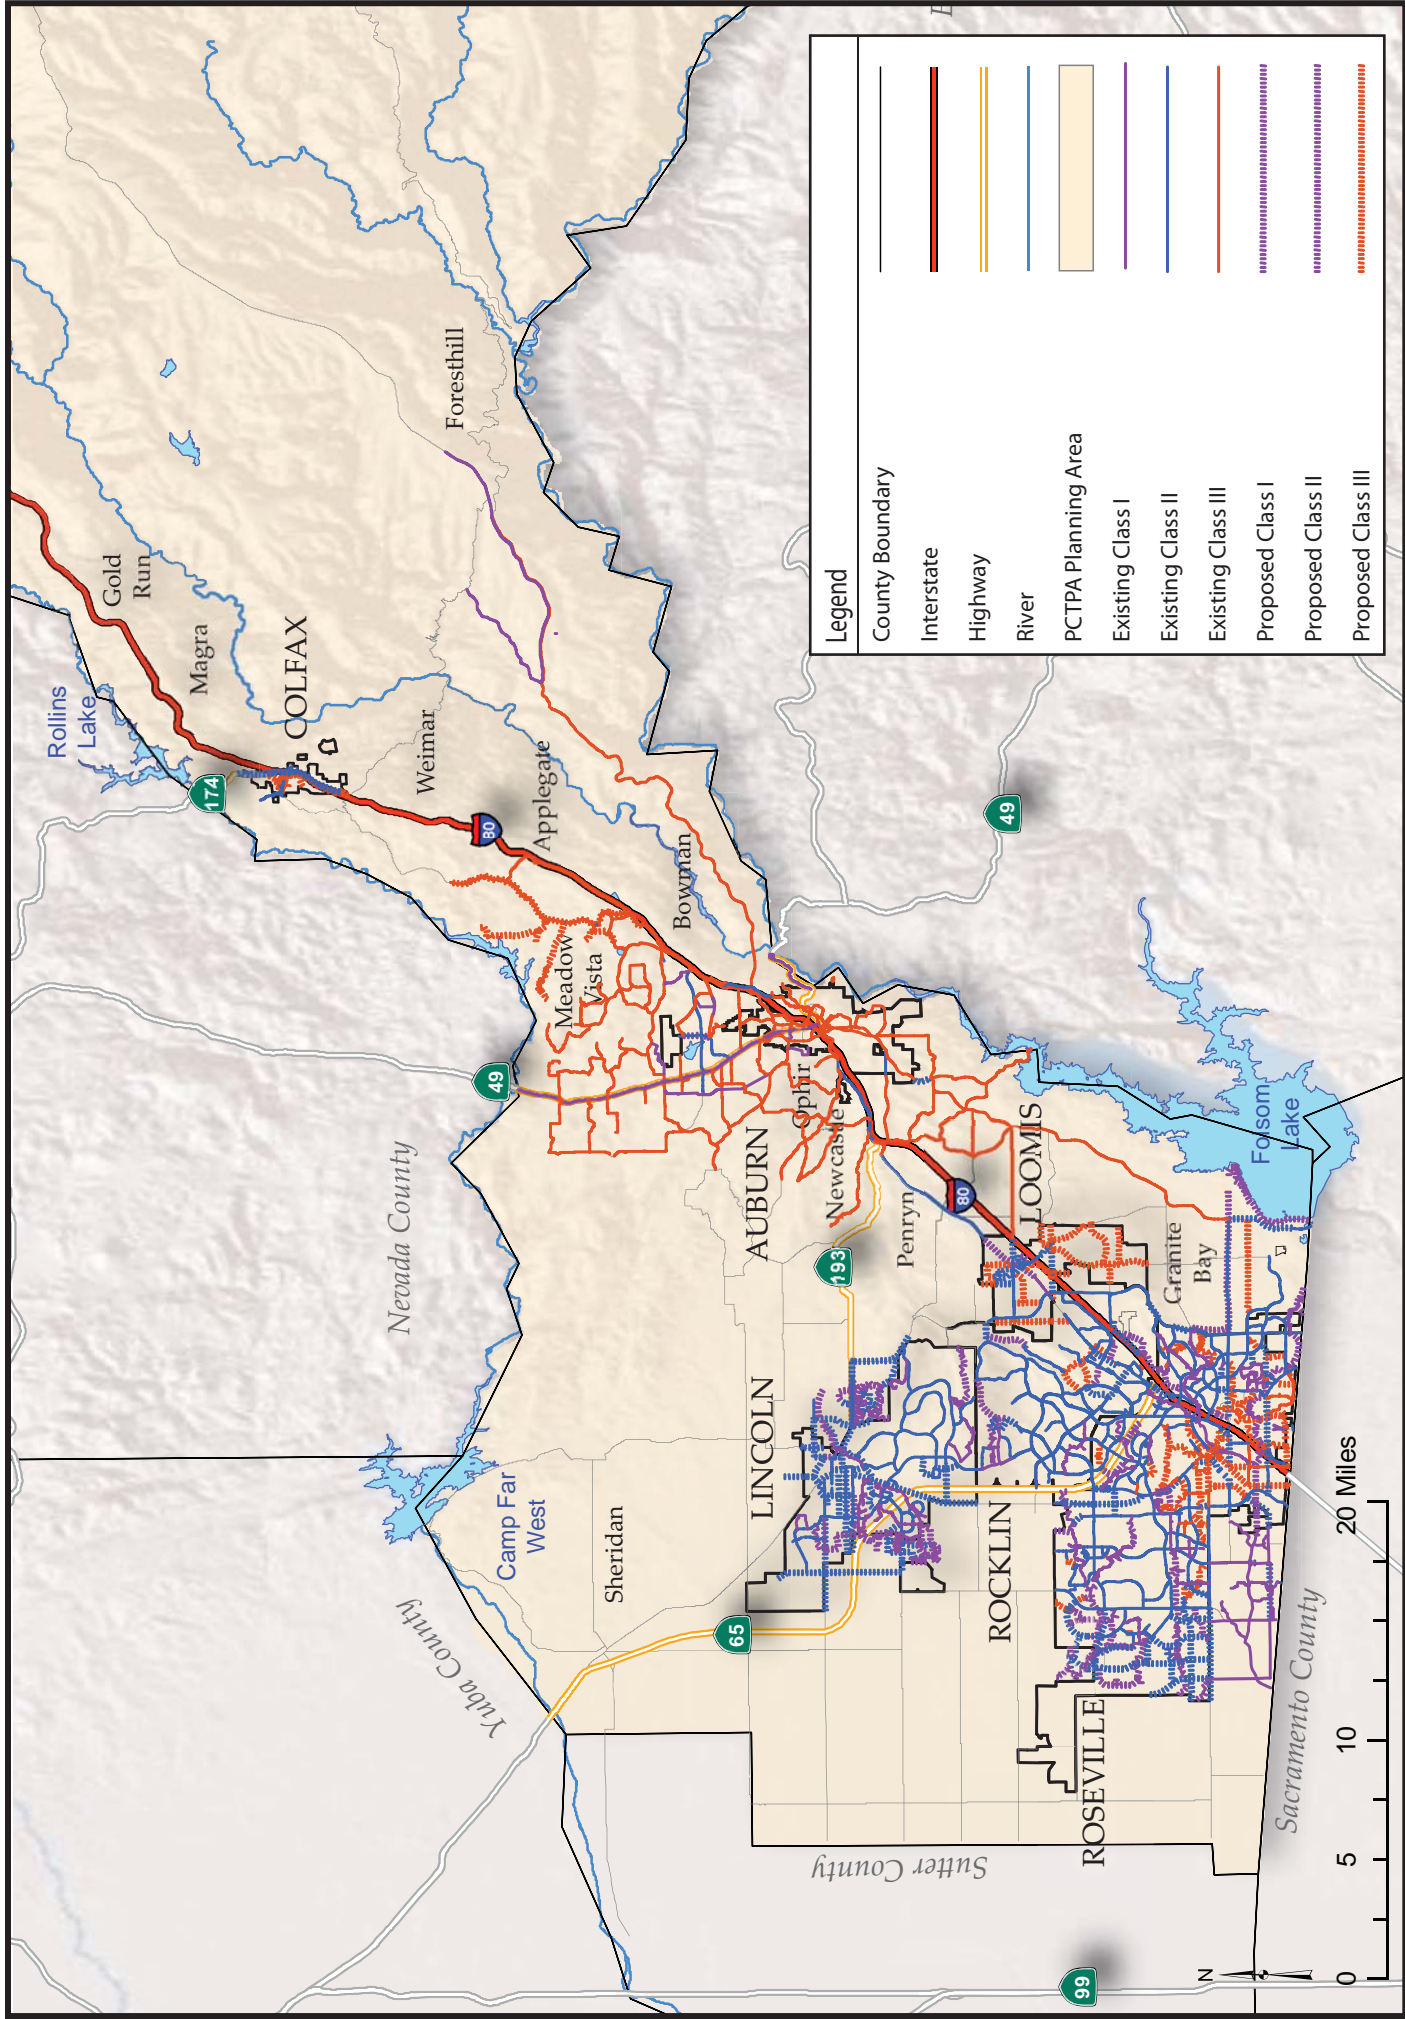 E
Rollins
Lake
Gold
Run
Magra
COLFAX
174
Foresthill
Weimar
80
Applegate
Bowman
Meadow
Vista
49
49
Nevada County
Ophir
Newcastle
AUBURN
193
Penryn
80
LOOMIS
Folsom
Lake
Granite
Bay
LINCOLN
Camp Far
West
Sheridan
Yuba County
65
ROCKLIN
ROSEVILLE
Sutter County
Sacramento County
99
N
0 5 10 20 Miles
Legend
County Boundary
Interstate
Highway
River
PCTPA Planning Area
Existing Class I
Existing Class II
Existing Class III
Proposed Class I
Proposed Class II
Proposed Class III